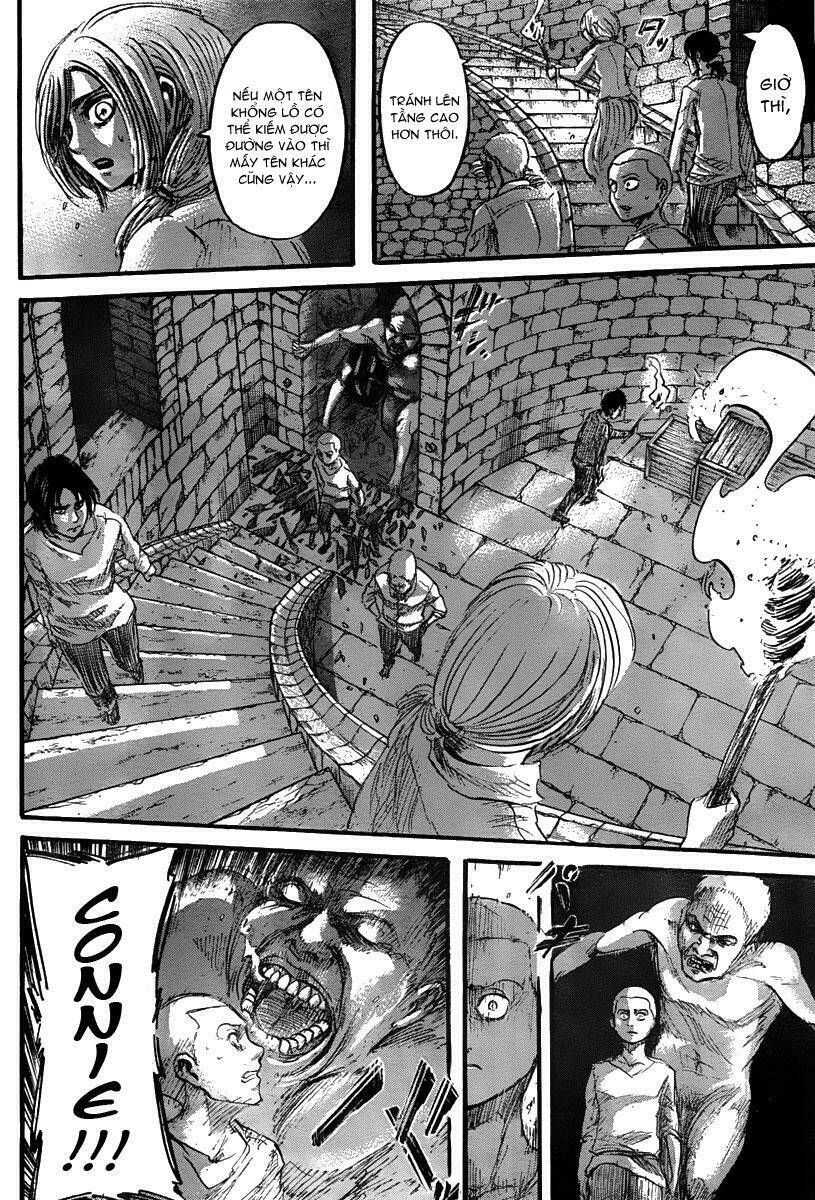 GIỜ
THÌ,
TRÁNH LÊN
TẦNG CAO
HƠN THÔI.
NẾU MỘT TÊN
KHỔNG LỒ CÓ
THỂ KIẾM ĐƯỢC
ĐƯỜNG VÀO THÌ
MẤY TÊN KHÁC
CŨNG VẬY...
CONNIE!!!